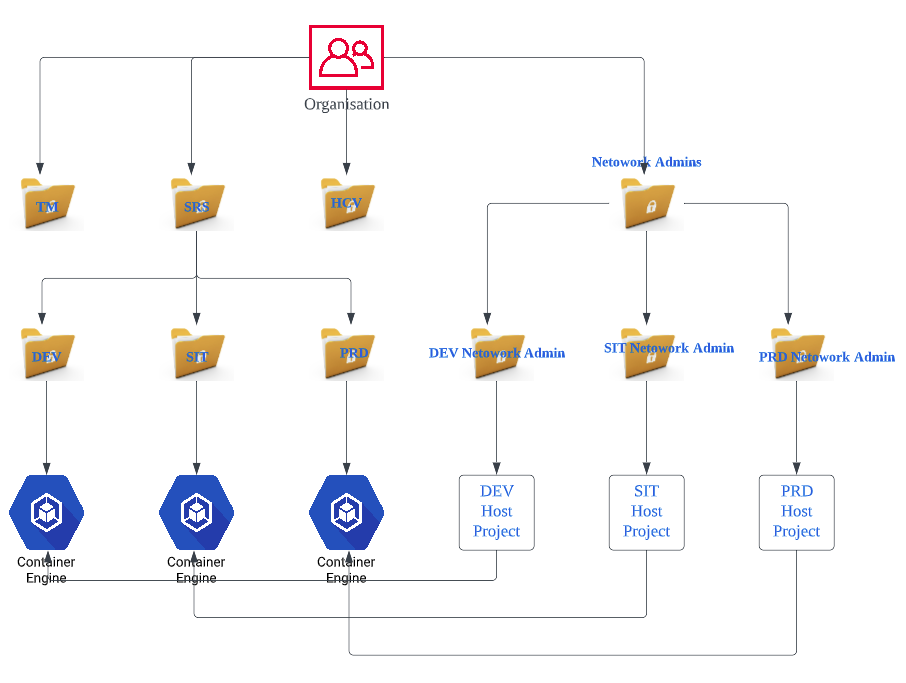 Organisation
Netowork Admins
TM
SRS
HCV
DEV
SIT
PRD
DEV Netowork Admin
SIT Netowork Admin
PRD Netowork Admin
DEV
Host
Project
SIT
Host
Project
PRD
Host
Project
Container
Engine
Container
Engine
Container
Engine